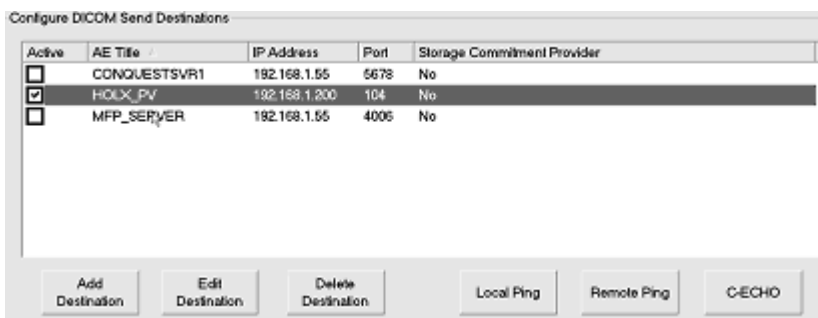 Configure DICOM Send Destinations
Active AE Title IP Address Port Storage Commitment Provider
CONQUESTSVR1 192.168.1.55 5678 No
HOLX_PV 192.168.1.200 104 No
MFP_SERVER 192.168.1.55 4006 No
Add Destination Edit Destination Delete Destination Local Ping Remote Ping C-ECHO